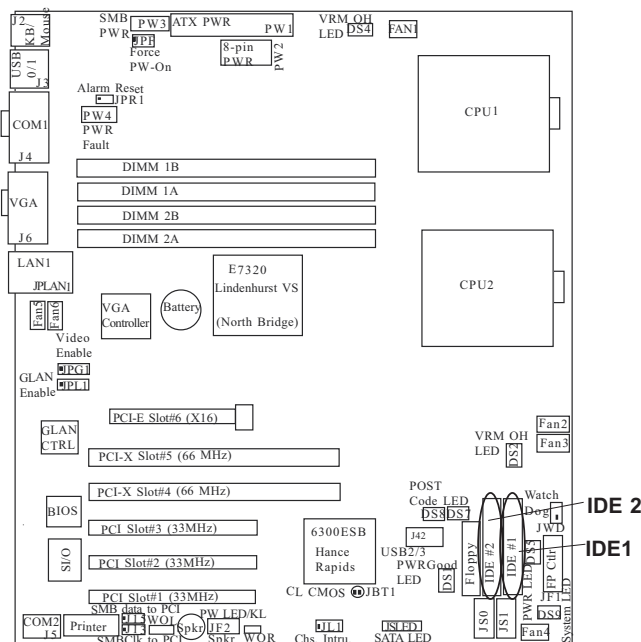 J2
KB/
Mouse
SMB
PWR
PW3
JPF
Force
PW-On
ATX PWR
PW1
8-pin
PWR
PW2
VRM OH
LED
DS4
FAN1
USB
0/1
J3
Alarm Reset
JPR1
PW4
PWR
Fault
COM1
J4
CPU1
DIMM 1B
DIMM 1A
DIMM 2B
DIMM 2A
VGA
J6
LAN1
JPLAN1
Fan5
Fan6
E7320
Lindenhurst VS
(North Bridge)
CPU2
VGA
Controller
Battery
Video
Enable
JPG1
GLAN
Enable
JPL1
PCI-E Slot#6 (X16)
GLAN
CTRL
PCI-X Slot#5 (66 MHz)
PCI-X Slot#4 (66 MHz)
PCI Slot#3 (33MHz)
PCI Slot#2 (33MHz)
PCI Slot#1 (33MHz)
BIOS
SI/O
Fan2
Fan3
VRM OH
LED
DS2
POST
Code LED
DS8
DS7
Watch
Dog
JWD
IDE 2
IDE1
6300ESB
Hance
Rapids
J42
USB2/3
PWRGood
LED
Floppy
IDE #2
IDE #1
DS5
FP Ctlr
CL CMOS
JBT1
PWR LED
JF1
DS9
System LED
Fan4
JS0
JS1
COM2
J5
Printer
SMB data to PCI
WOL
SMBClk to PCI
Spkr
PW LED/KL
JF2
Spkr
WOR
JL1
Chs. Intru
JSLED
SATA LED